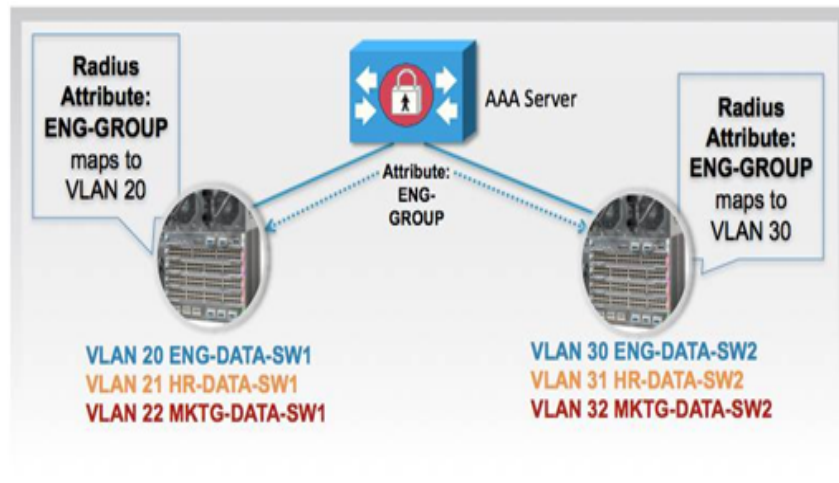 Radius
Attribute:
ENG-GROUP
maps to
VLAN 20
AAA Server
Attribute:
ENG-
GROUP
Radius
Attribute:
ENG-GROUP
maps to
VLAN 30
VLAN 20 ENG-DATA-SW1
VLAN 21 HR-DATA-SW1
VLAN 22 MKTG-DATA-SW1
VLAN 30 ENG-DATA-SW2
VLAN 31 HR-DATA-SW2
VLAN 32 MKTG-DATA-SW2